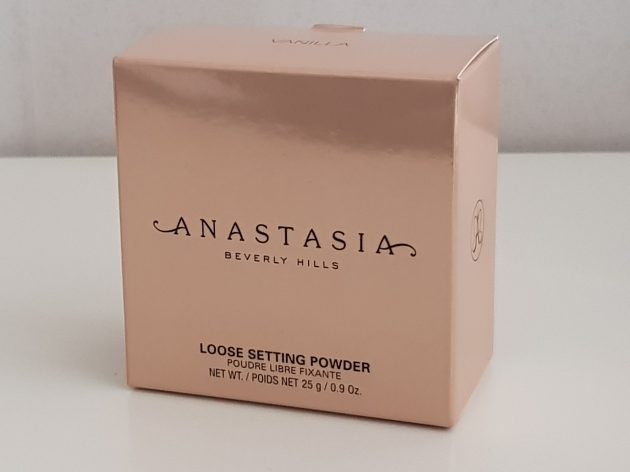 VANILLA
ANASTASIA
BEVERLY HILLS
LOOSE SETTING POWDER
POUDRE LIBRE FIXANTE
NET WT. / POIDS NET 25 g / 0.9 Oz.